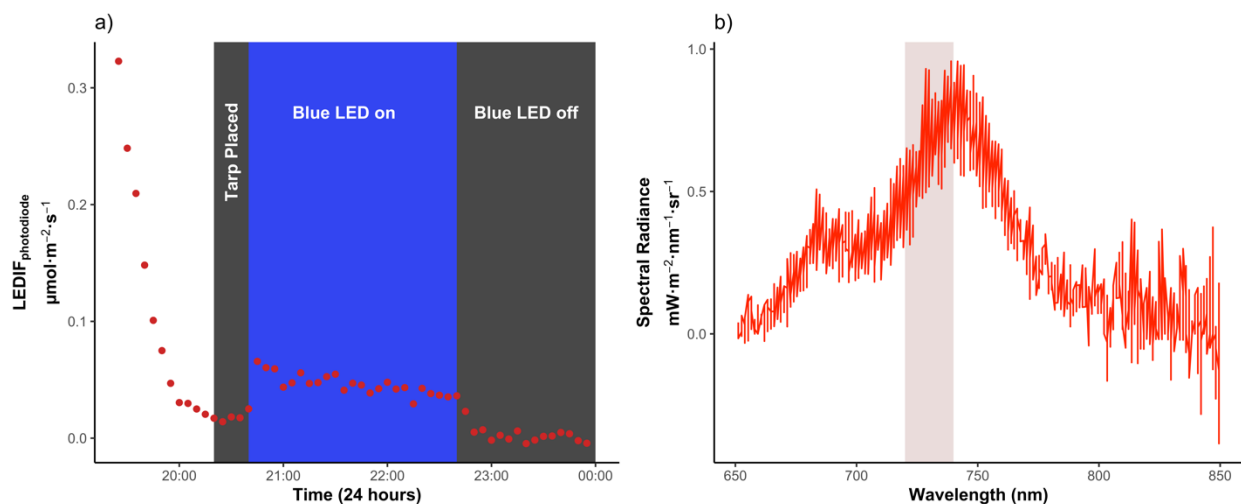 a)
LEDIF photodiode
µmol·m⁻²·s⁻¹
0.3
0.2
0.1
0.0
Tarp Placed
Blue LED on
Blue LED off
20:00
21:00
22:00
23:00
00:00
Time (24 hours)
b)
Spectral Radiance
mW·m⁻²·nm⁻¹·sr⁻¹
1.0
0.5
0.0
650
700
750
800
850
Wavelength (nm)